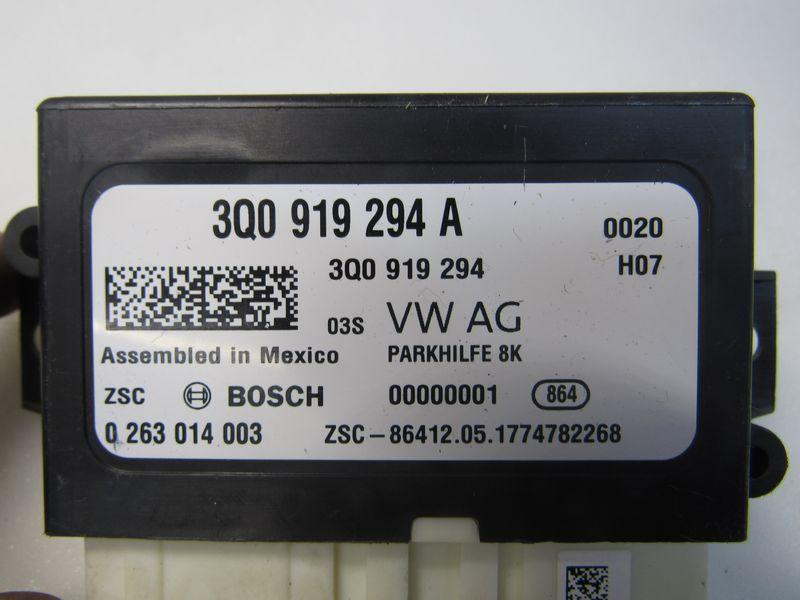 3Q0 919 294 A 0020
3Q0 919 294 H07
03S VW AG
Assembled in Mexico PARKHILFE 8K
ZSC BOSCH 00000001 864
0 263 014 003 ZSC-86412.05.1774782268